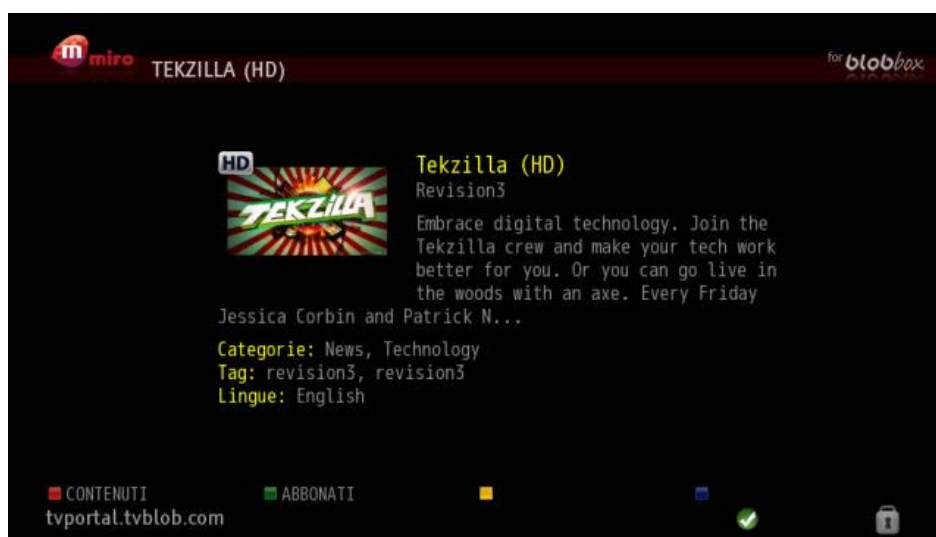 miro
TEKZILLA (HD)
for blobbox
HD
TEKZILLA
Tekzilla (HD)
Revision3
Embrace digital technology. Join the
Tekzilla crew and make your tech work
better for you. Or you can go live in
the woods with an axe. Every Friday
Jessica Corbin and Patrick N...
Categorie: News, Technology
Tag: revision3, revision3
Lingue: English
CONTENUTI
ABBONATI
tvportal.tvblob.com